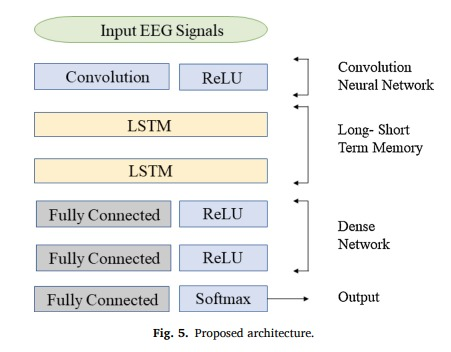 Input EEG Signals
Convolution ReLU
Convolution
Neural Network
LSTM
LSTM
Long- Short
Term Memory
Fully Connected ReLU
Fully Connected ReLU
Dense
Network
Fully Connected Softmax
Output
Fig. 5. Proposed architecture.